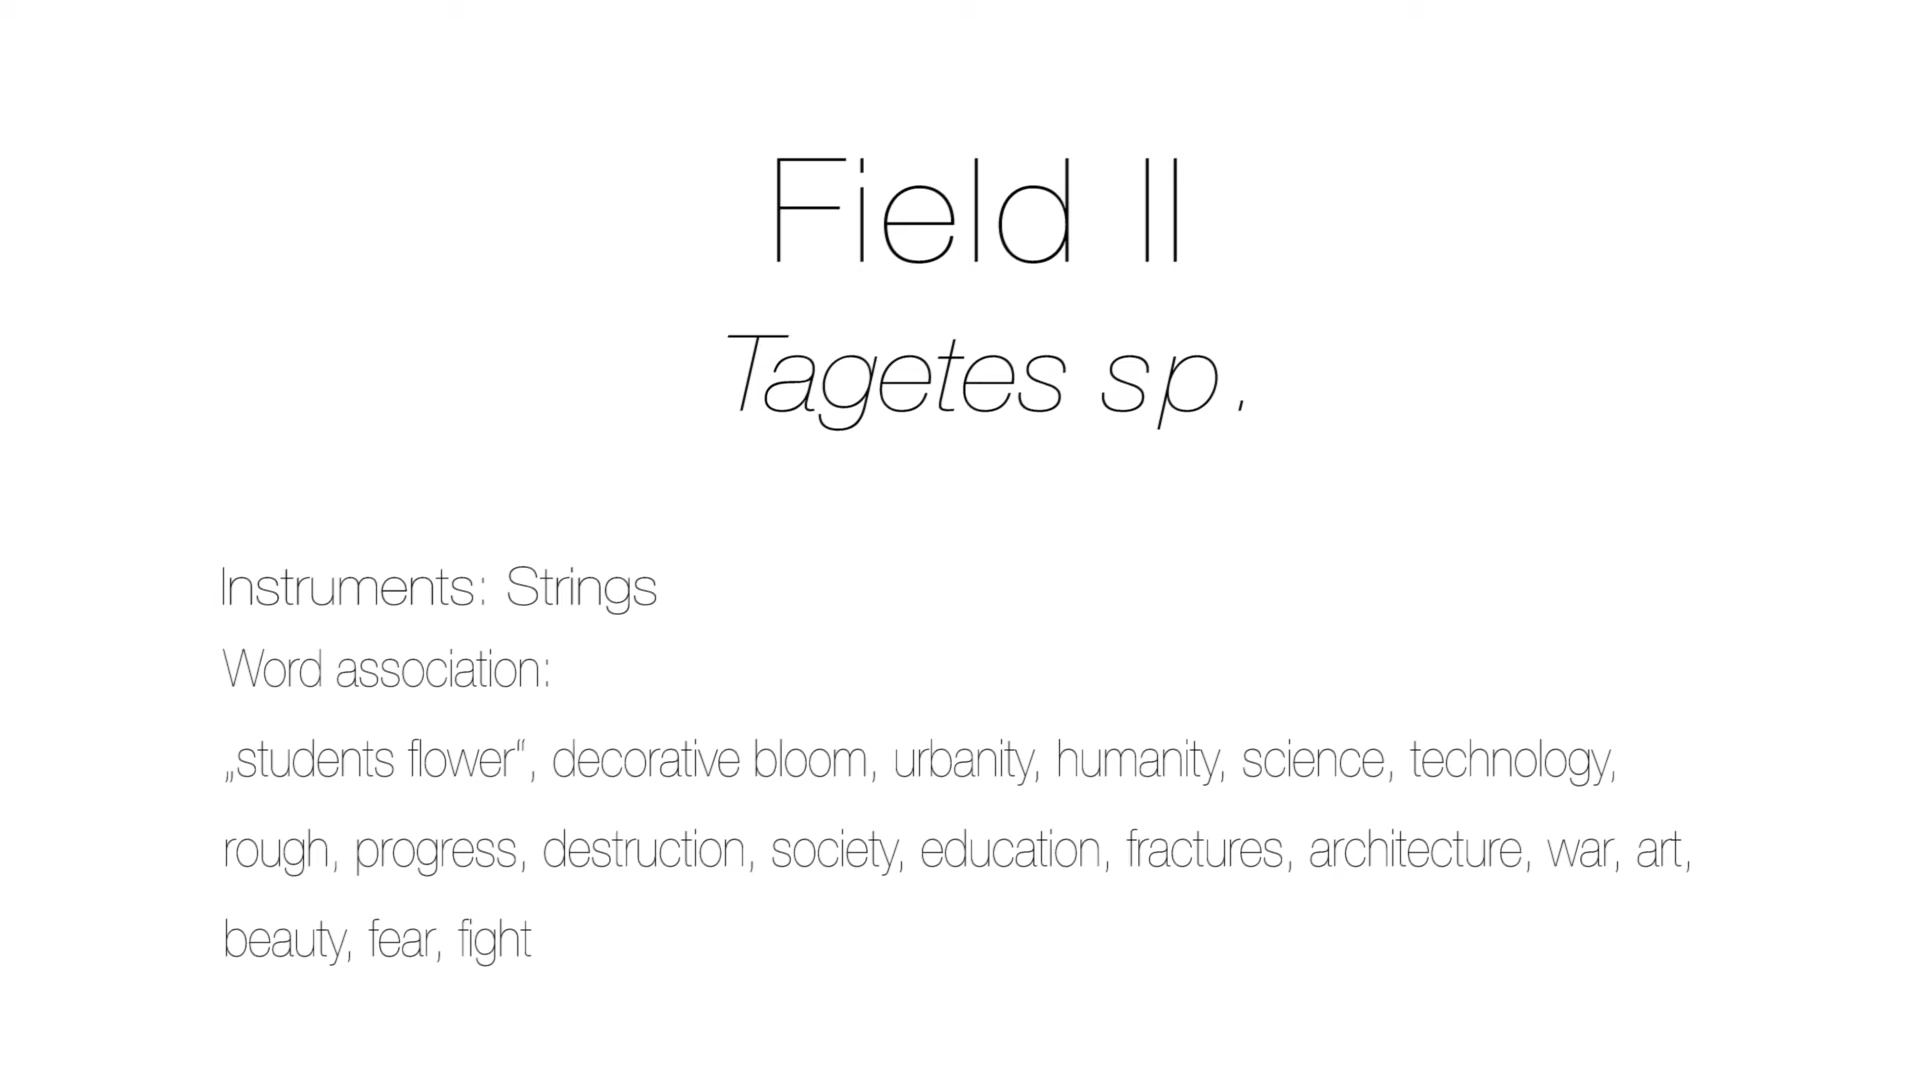 Field II
Tagetes sp.
Instruments: Strings
Word association:
„students flower“, decorative bloom, urbanity, humanity, science, technology,
rough, progress, destruction, society, education, fractures, architecture, war, art,
beauty, fear, fight